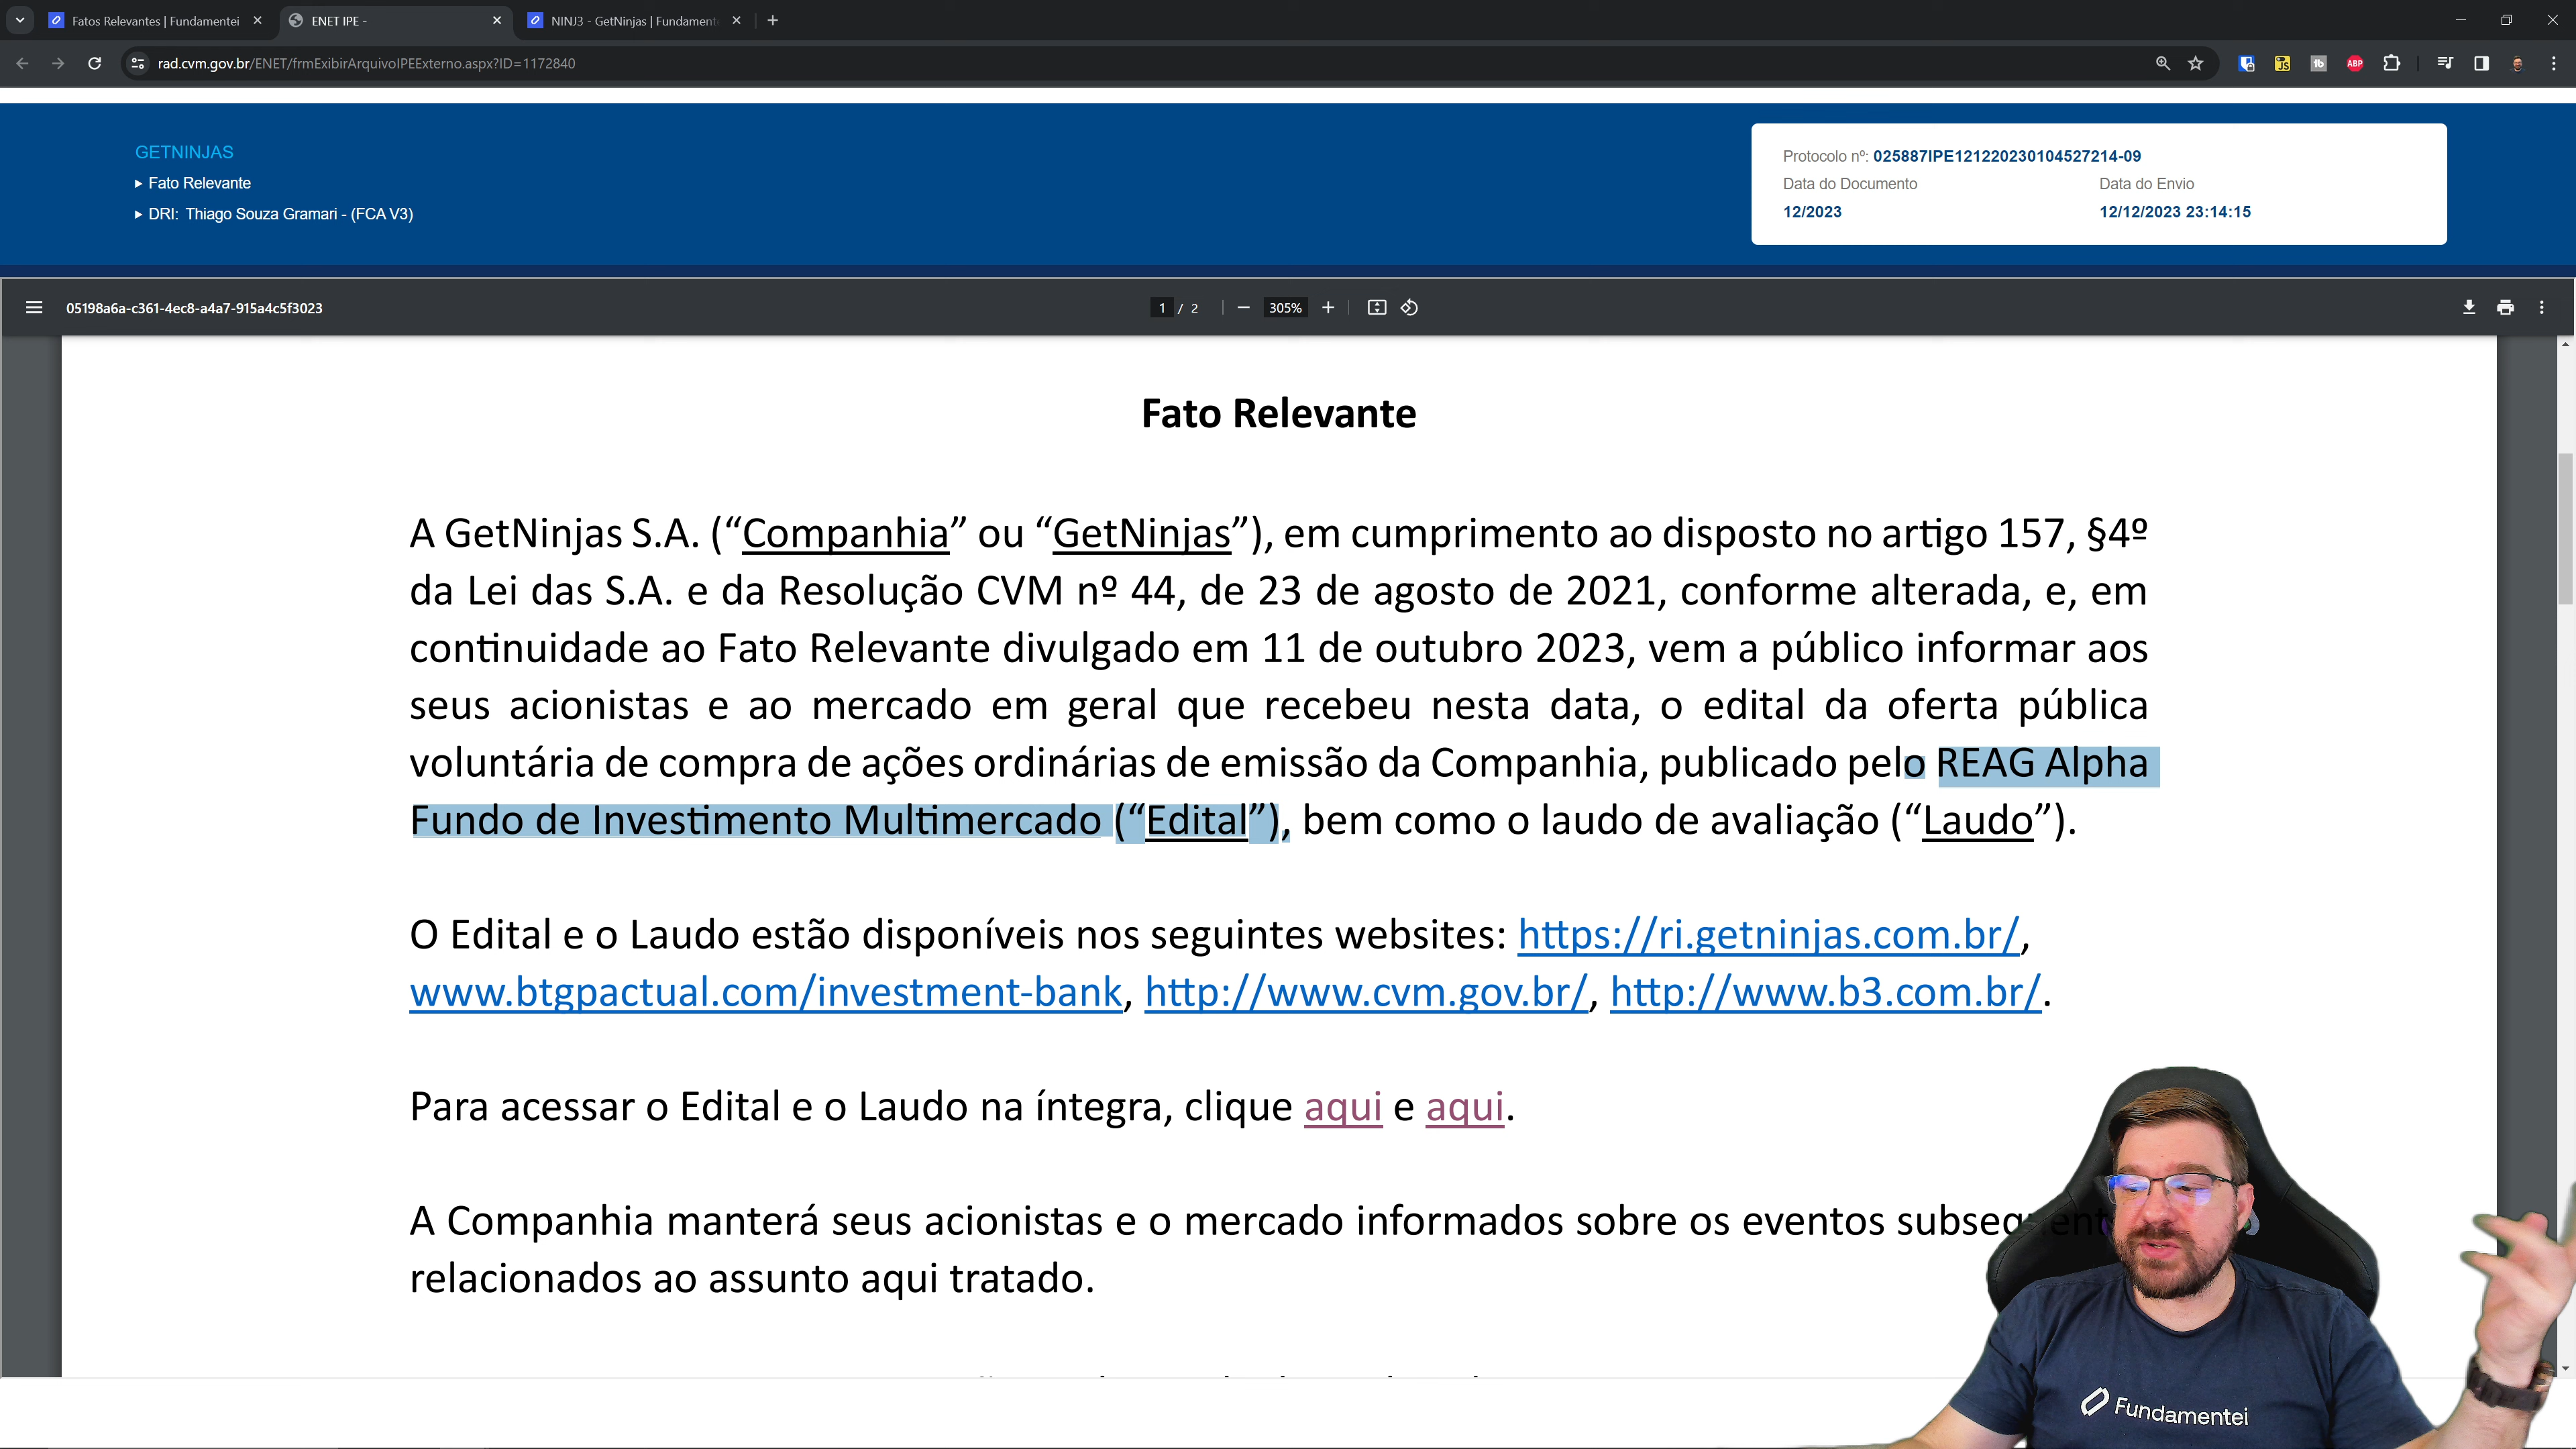 Fatos Relevantes | Fundamentei
ENET IPE -
NINJ3 - GetNinjas | Fundament
rad.cvm.gov.br/ENET/frmExibirArquivoIPEExterno.aspx?ID=1172840
JS
tb
ABP
GETNINJAS
Fato Relevante
DRI: Thiago Souza Gramari - (FCA V3)
Protocolo nº: 025887IPE121220230104527214-09
Data do Documento
Data do Envio
12/2023
12/12/2023 23:14:15
05198a6a-c361-4ec8-a4a7-915a4c5f3023
1 / 2
305%
Fato Relevante
A GetNinjas S.A. (“Companhia” ou “GetNinjas”), em cumprimento ao disposto no artigo 157, §4º
da Lei das S.A. e da Resolução CVM nº 44, de 23 de agosto de 2021, conforme alterada, e, em
continuidade ao Fato Relevante divulgado em 11 de outubro 2023, vem a público informar aos
seus acionistas e ao mercado em geral que recebeu nesta data, o edital da oferta pública
voluntária de compra de ações ordinárias de emissão da Companhia, publicado pelo REAG Alpha
Fundo de Investimento Multimercado (“Edital”), bem como o laudo de avaliação (“Laudo”).
O Edital e o Laudo estão disponíveis nos seguintes websites: https://ri.getninjas.com.br/,
www.btgpactual.com/investment-bank, http://www.cvm.gov.br/, http://www.b3.com.br/.
Para acessar o Edital e o Laudo na íntegra, clique aqui e aqui.
A Companhia manterá seus acionistas e o mercado informados sobre os eventos
relacionados ao assunto aqui tratado.
Fundamentei